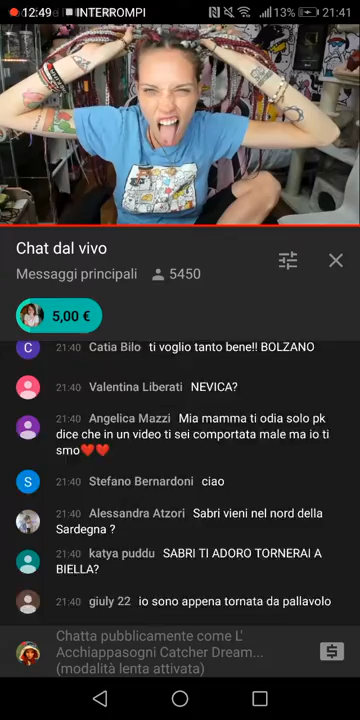 12:49 INTERROMPI 13% 21:41
Chat dal vivo
Messaggi principali 5450
5,00 €
C 21:40 Catia Bilo ti voglio tanto bene!! BOLZANO
21:40 Valentina Liberati NEVICA?
21:40 Angelica Mazzi Mia mamma ti odia solo pk
dice che in un video ti sei comportata male ma io ti
smo❤️❤️
S 21:40 Stefano Bernardoni ciao
21:40 Alessandra Atzori Sabri vieni nel nord della
Sardegna ?
21:40 katya puddu SABRI TI ADORO TORNERAI A
BIELLA?
21:40 giuly 22 io sono appena tornata da pallavolo
Chatta pubblicamente come L'
Acchiappasogni Catcher Dream...
(modalità lenta attivata)